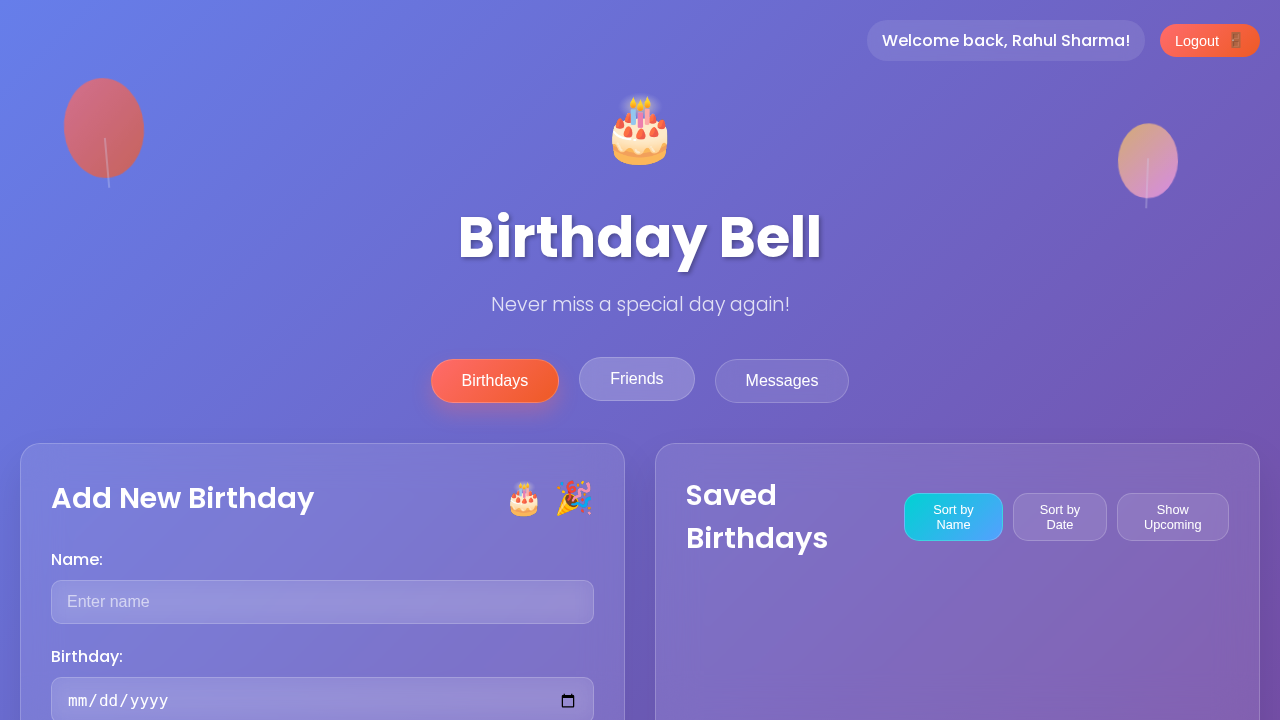 Welcome back, Rahul Sharma!
Logout
Birthday Bell
Never miss a special day again!
Birthdays
Friends
Messages
Add New Birthday
Name:
Enter name
Birthday:
mm/dd/yyyy
Saved
Birthdays
Sort by
Name
Sort by
Date
Show
Upcoming